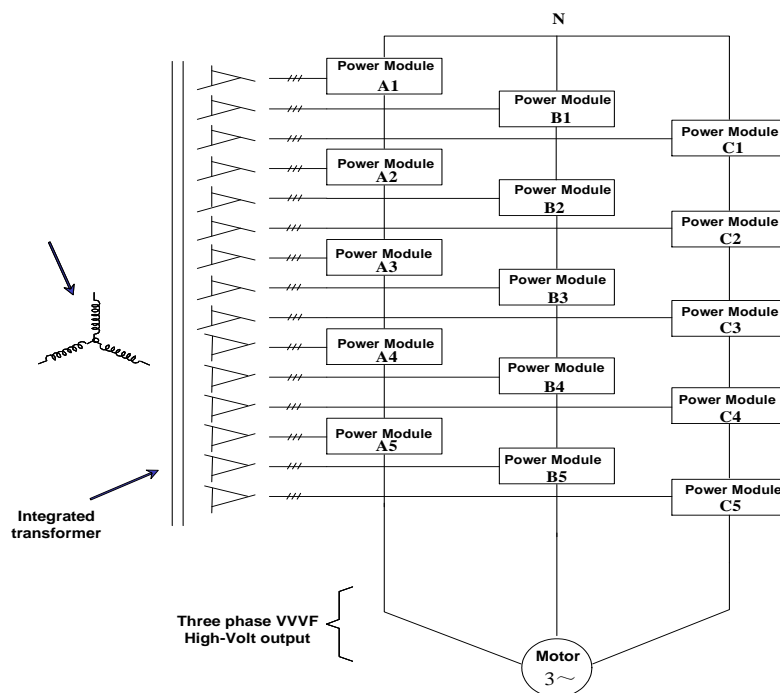 N
Power Module
A1
Power Module
B1
Power Module
C1
Power Module
A2
Power Module
B2
Power Module
C2
Power Module
A3
Power Module
B3
Power Module
C3
Power Module
A4
Power Module
B4
Power Module
C4
Power Module
A5
Power Module
B5
Power Module
C5
Integrated
transformer
Three phase VVVF
High-Volt output
Motor
3～